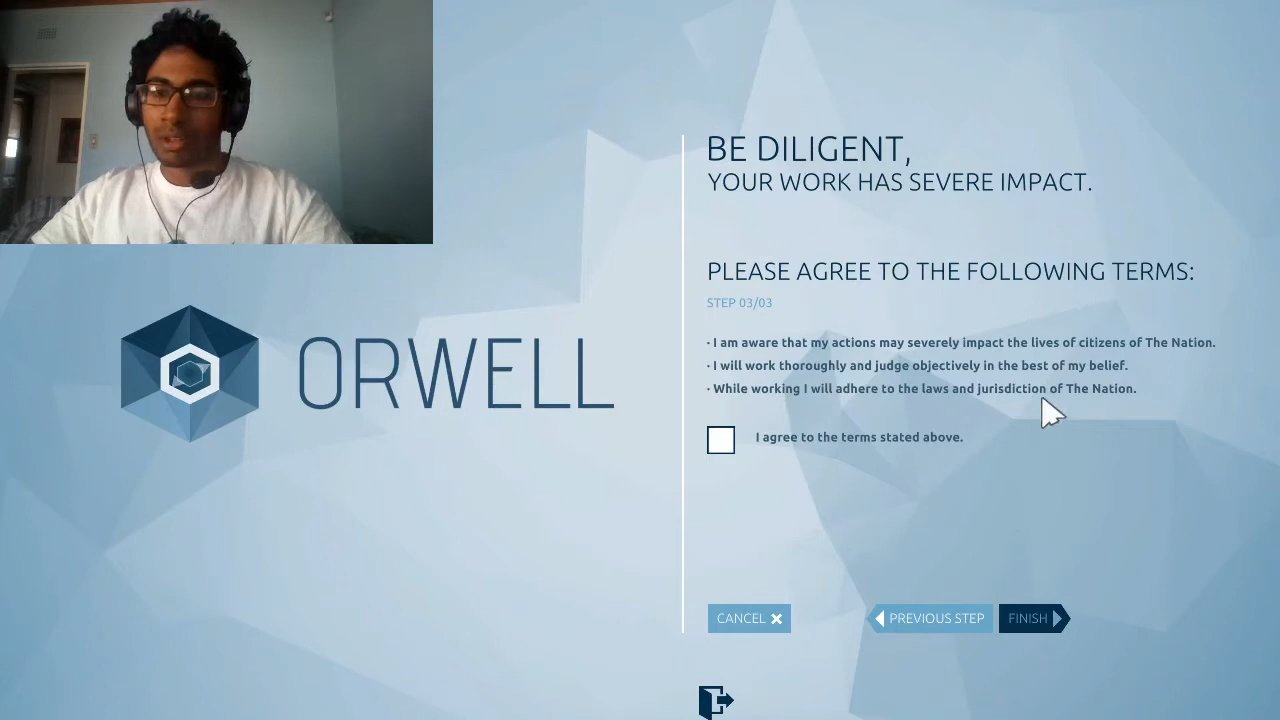 ORWELL
BE DILIGENT,
YOUR WORK HAS SEVERE IMPACT.
PLEASE AGREE TO THE FOLLOWING TERMS:
STEP 03/03
· I am aware that my actions may severely impact the lives of citizens of The Nation.
· I will work thoroughly and judge objectively in the best of my belief.
· While working I will adhere to the laws and jurisdiction of The Nation.
I agree to the terms stated above.
CANCEL
PREVIOUS STEP
FINISH